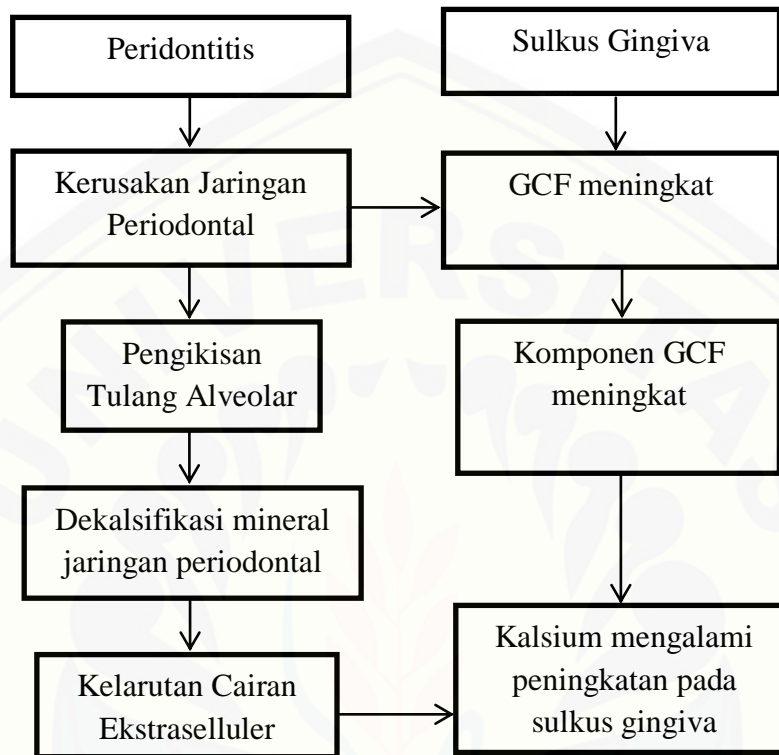 Peridontitis
Sulkus Gingiva
Kerusakan Jaringan
Periodontal
GCF meningkat
Pengikisan
Tulang Alveolar
Komponen GCF
meningkat
Dekalsifikasi mineral
jaringan periodontal
Kelarutan Cairan
Ekstraselluler
Kalsium mengalami
peningkatan pada
sulkus gingiva
UNIVERSITAS